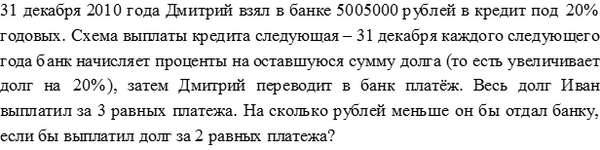 31 декабря 2010 года Дмитрий взял в банке 5005000 рублей в кредит под 20%
годовых. Схема выплаты кредита следующая – 31 декабря каждого следующего
года банк начисляет проценты на оставшуюся сумму долга (то есть увеличивает
долг на 20%), затем Дмитрий переводит в банк платёж. Весь долг Иван
выплатил за 3 равных платежа. На сколько рублей меньше он бы отдал банку,
если бы выплатил долг за 2 равных платежа?